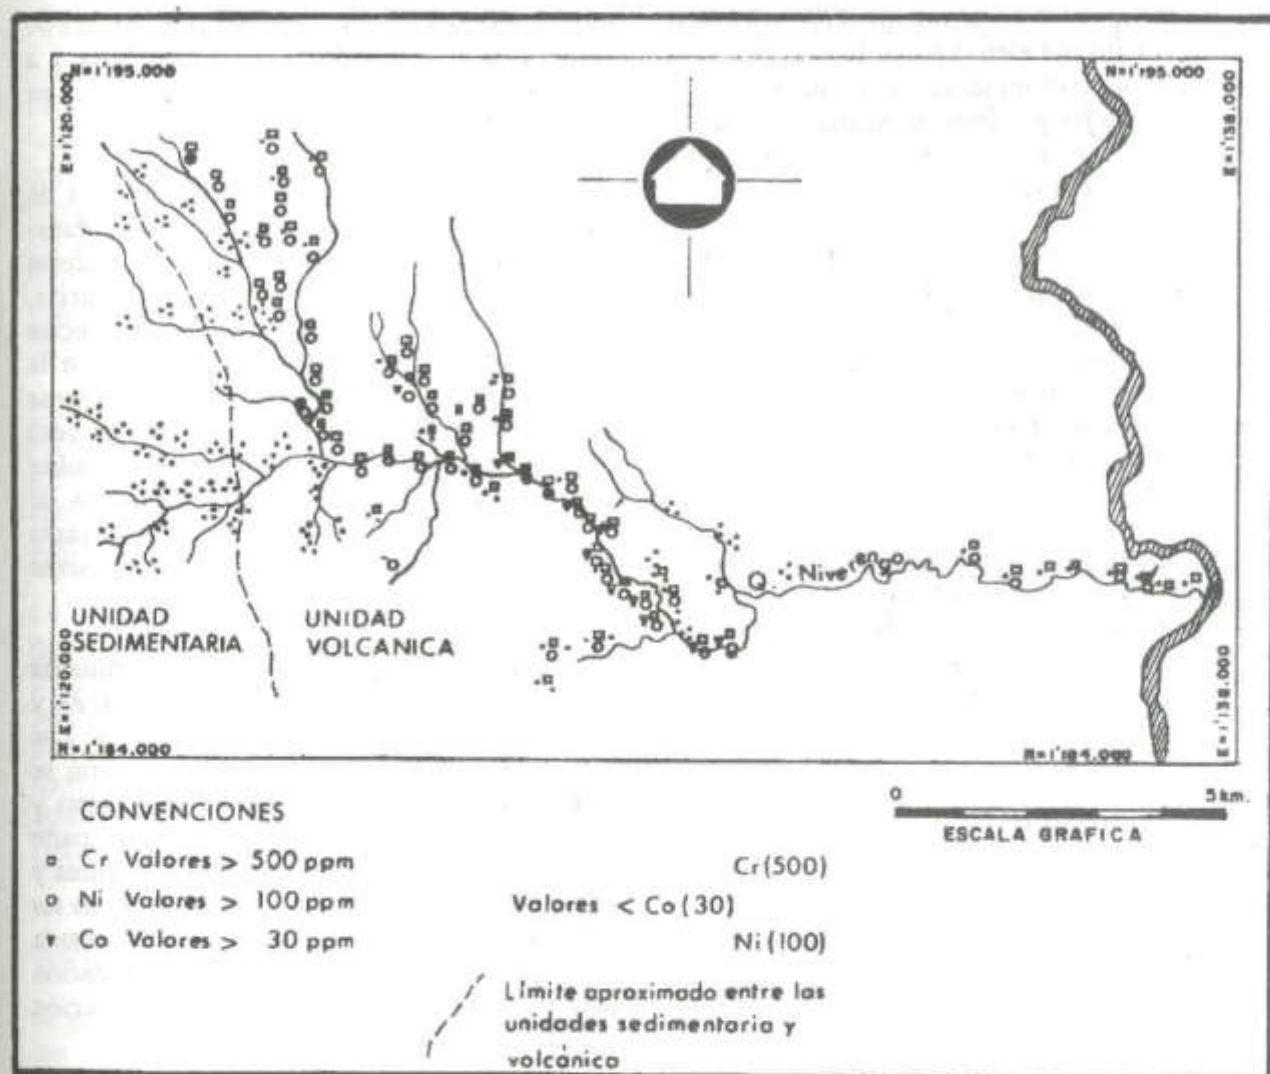 N=1'195.000
N=1'195.000
E=1'120.000
E=1'138.000
Q Nive
UNIDAD
SEDIMENTARIA
UNIDAD
VOLCANICA
E=1'120.000
E=1'138.000
N=1'184.000
N=1'184.000
CONVENCIONES
0 5 km.
ESCALA GRAFICA
Cr Valores > 500 ppm
Ni Valores > 100 ppm
Co Valores > 30 ppm
Cr (500)
Valores < Co (30)
Ni (100)
Límite aproximado entre las
unidades sedimentaria y
volcánica